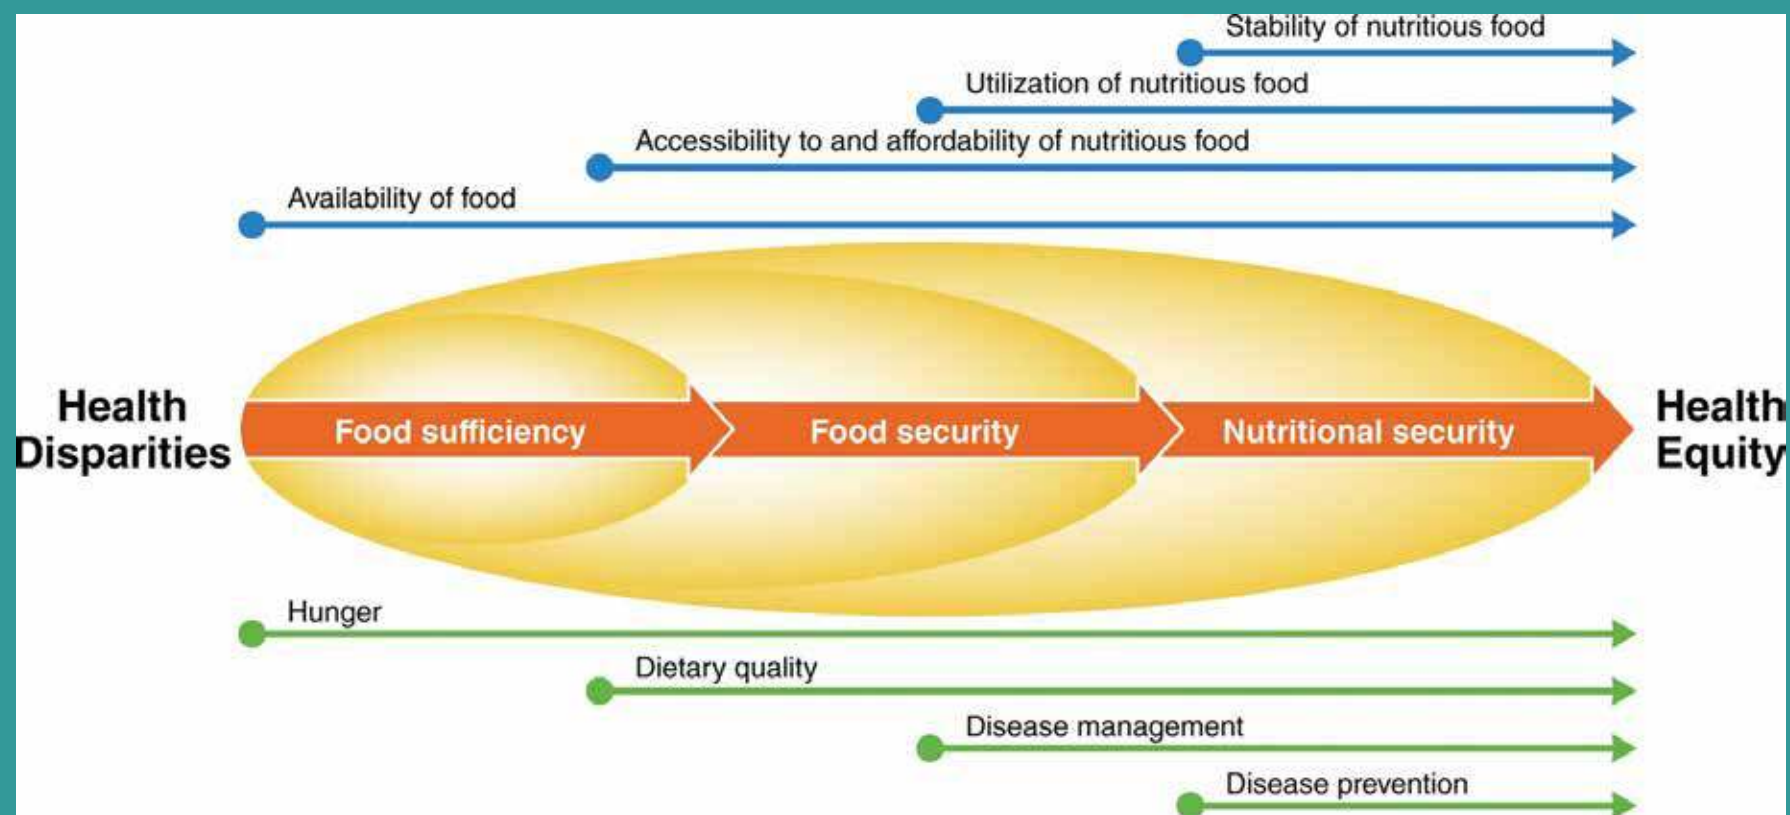 Stability of nutritious food
Utilization of nutritious food
Accessibility to and affordability of nutritious food
Availability of food
Health
Disparities
Food sufficiency
Food security
Nutritional security
Health
Equity
Hunger
Dietary quality
Disease management
Disease prevention